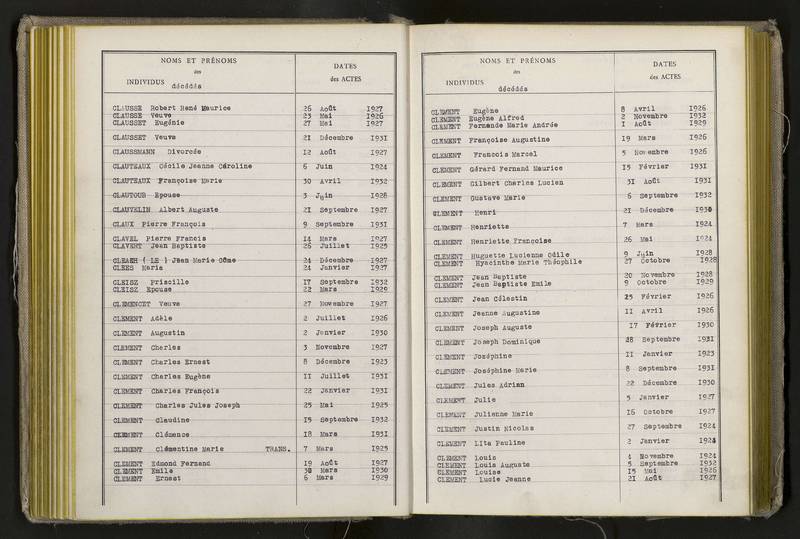 NOMS ET PRÉNOMS
des
INDIVIDUS décédés
DATES
des ACTES
CLAUSSE Robert René Maurice 26 Août 1927
CLAUSSE Veuve 23 Mai 1926
CLAUSSET Eugénie 27 Mai 1927
CLAUSSET Veuve 21 Décembre 1931
CLAUSSMANN Divorcée 12 Août 1927
CLAUTEAUX Cécile Jeanne Caroline 6 Juin 1924
CLAUTEAUX Françoise Marie 30 Avril 1932
CLAUTOUR Epouse 3 Juin 1928
CLAUVELIN Albert Auguste 21 Septembre 1927
CLAUX Pierre François 9 Septembre 1931
CLAVEL Pierre Francis 14 Mars 1927
CLAVERT Jean Baptiste 26 Juillet 1925
CLEAEH ( LE ) Jean Marie Côme 24 Décembre 1927
CLEES Maria 24 Janvier 1927
CLEISZ Priscille 17 Septembre 1932
CLEISZ Epouse 22 Mars 1929
CLEMENCET Veuve 27 Novembre 1927
CLEMENT Adèle 2 Juillet 1926
CLEMENT Augustin 2 Janvier 1930
CLEMENT Charles 3 Novembre 1927
CLEMENT Charles Ernest 8 Décembre 1923
CLEMENT Charles Eugène 11 Juillet 1931
CLEMENT Charles François 22 Janvier 1931
CLEMENT Charles Jules Joseph 25 Mai 1925
CLEMENT Claudine 15 Septembre 1932
CLEMENT Clémence 18 Mars 1931
CLEMENT Clémentine Marie TRANS. 7 Mars 1925
CLEMENT Edmond Fernand 19 Août 1927
CLEMENT Emile 30 Mars 1930
CLEMENT Ernest 6 Mars 1929
NOMS ET PRÉNOMS
des
INDIVIDUS décédés
DATES
des ACTES
CLEMENT Eugène 8 Avril 1926
CLEMENT Eugène Alfred 2 Novembre 1932
CLEMENT Fernande Marie Andrée 1 Août 1929
CLEMENT Françoise Augustine 19 Mars 1926
CLEMENT Francois Marcel 5 Novembre 1926
CLEMENT Gérard Fernand Maurice 15 Février 1931
CLEMENT Gilbert Charles Lucien 31 Août 1931
CLEMENT Gustave Marie 6 Septembre 1932
CLEMENT Henri 21 Décembre 1930
CLEMENT Henriette 7 Mars 1924
CLEMENT Henriette Françoise 26 Mai 1924
CLEMENT Huguette Lucienne Odile 9 Juin 1928
CLEMENT Hyacinthe Marie Théophile 27 Octobre 1928
CLEMENT Jean Baptiste 20 Novembre 1928
CLEMENT Jean Baptiste Emile 9 Octobre 1929
CLEMENT Jean Célestin 25 Février 1926
CLEMENT Jeanne Augustine 11 Avril 1926
CLEMENT Joseph Auguste 17 Février 1930
CLEMENT Joseph Dominique 28 Septembre 1931
CLEMENT Joséphine 11 Janvier 1923
CLEMENT Joséphine Marie 8 Septembre 1931
CLEMENT Jules Adrian 22 Décembre 1930
CLEMENT Julie 5 Janvier 1927
CLEMENT Julienne Marie 16 Octobre 1927
CLEMENT Justin Nicolas 27 Septembre 1924
CLEMENT Lita Pauline 2 Janvier 1928
CLEMENT Louis 4 Novembre 1924
CLEMENT Louis Auguste 5 Septembre 1932
CLEMENT Louise 15 Mai 1926
CLEMENT Lucie Jeanne 21 Août 1927